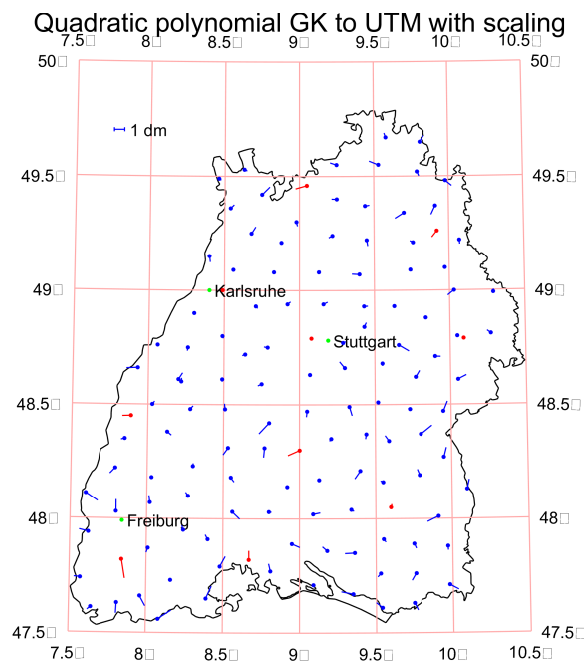 Quadratic polynomial GK to UTM with scaling
7.5□ 8□ 8.5□ 9□ 9.5□ 10□ 10.5□
50□ 50□
1 dm
49.5□ 49.5□
49□ Karlsruhe 49□
Stuttgart
48.5□ 48.5□
48□ Freiburg 48□
47.5□ 47.5□
7.5□ 8□ 8.5□ 9□ 9.5□ 10□ 10.5□